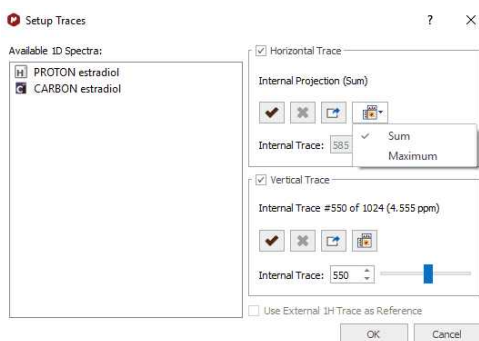 Setup Traces
? ×
Available 1D Spectra:
H PROTON estradiol
C CARBON estradiol
Horizontal Trace
Internal Projection (Sum)
Internal Trace: 585
Sum
Maximum
Vertical Trace
Internal Trace #550 of 1024 (4.555 ppm)
Internal Trace: 550
Use External 1H Trace as Reference
OK Cancel